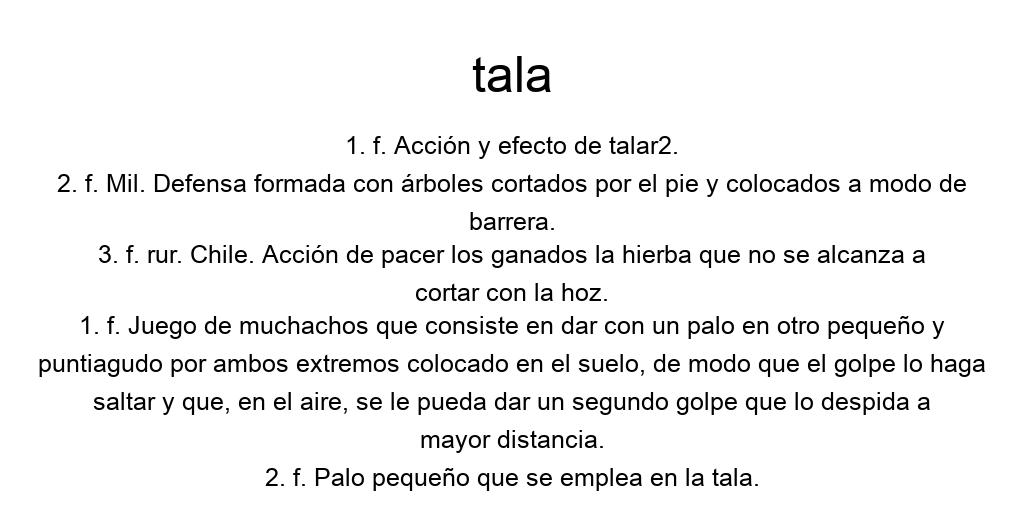 tala
1. f. Acción y efecto de talar2.
2. f. Mil. Defensa formada con árboles cortados por el pie y colocados a modo de
barrera.
3. f. rur. Chile. Acción de pacer los ganados la hierba que no se alcanza a
cortar con la hoz.
1. f. Juego de muchachos que consiste en dar con un palo en otro pequeño y
puntiagudo por ambos extremos colocado en el suelo, de modo que el golpe lo haga
saltar y que, en el aire, se le pueda dar un segundo golpe que lo despida a
mayor distancia.
2. f. Palo pequeño que se emplea en la tala.